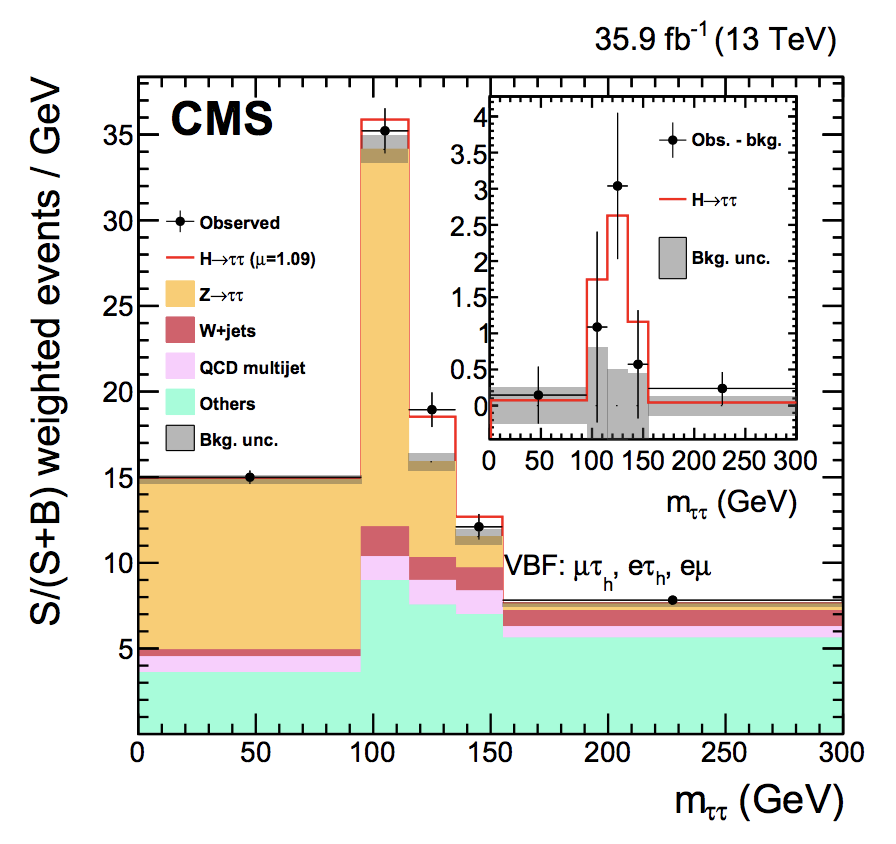 35.9 fb⁻¹ (13 TeV)
CMS
S/(S+B) weighted events / GeV
35
30
25
20
15
10
5
0
50
100
150
200
250
300
m_ττ (GeV)
Observed
H→ττ (μ=1.09)
Z→ττ
W+jets
QCD multijet
Others
Bkg. unc.
4
3.5
3
2.5
2
1.5
1
0.5
0
0
50
100
150
200
250
300
m_ττ (GeV)
Obs. - bkg.
H→ττ
Bkg. unc.
VBF: μτ_h, eτ_h, eμ